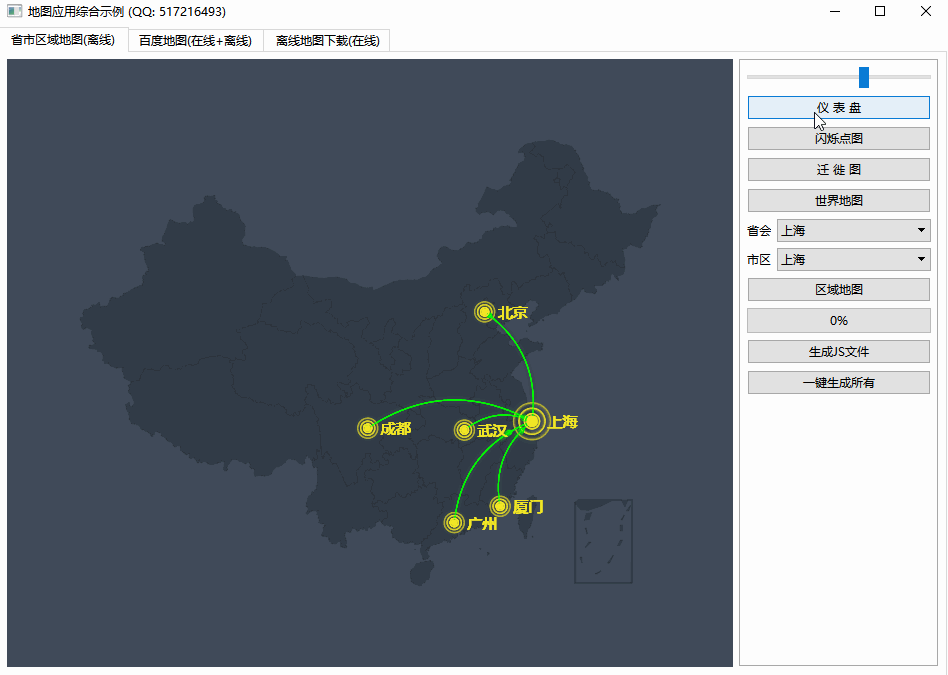 地图应用综合示例 (QQ: 517216493)
省市区域地图(离线)
百度地图(在线+离线)
离线地图下载(在线)
仪 表 盘
闪烁点图
迁 徙 图
世界地图
省会 上海
市区 上海
区域地图
0%
生成JS文件
一键生成所有
北京
上海
成都
武汉
厦门
广州